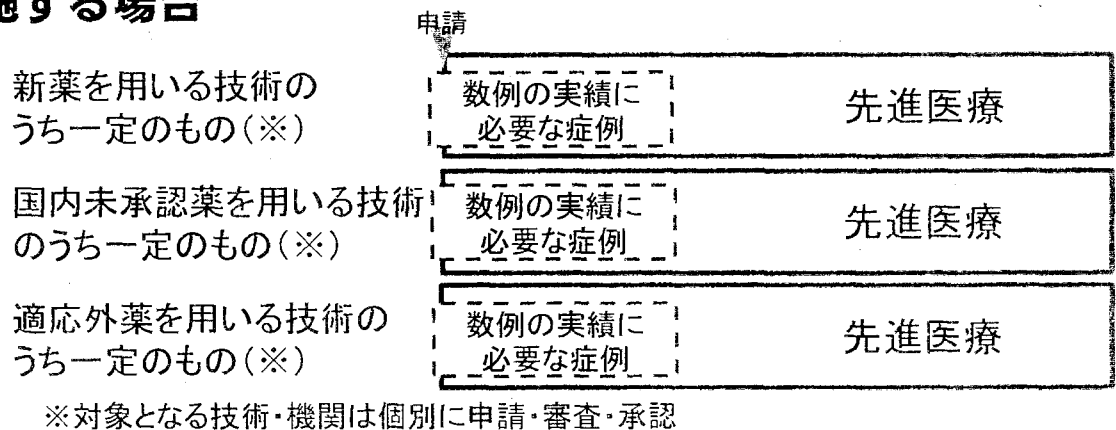 施する場合
申請
新薬を用いる技術の
うち一定のもの(※)
数例の実績に
必要な症例
先進医療
国内未承認薬を用いる技術
のうち一定のもの(※)
数例の実績に
必要な症例
先進医療
適応外薬を用いる技術の
うち一定のもの(※)
数例の実績に
必要な症例
先進医療
※対象となる技術・機関は個別に申請・審査・承認